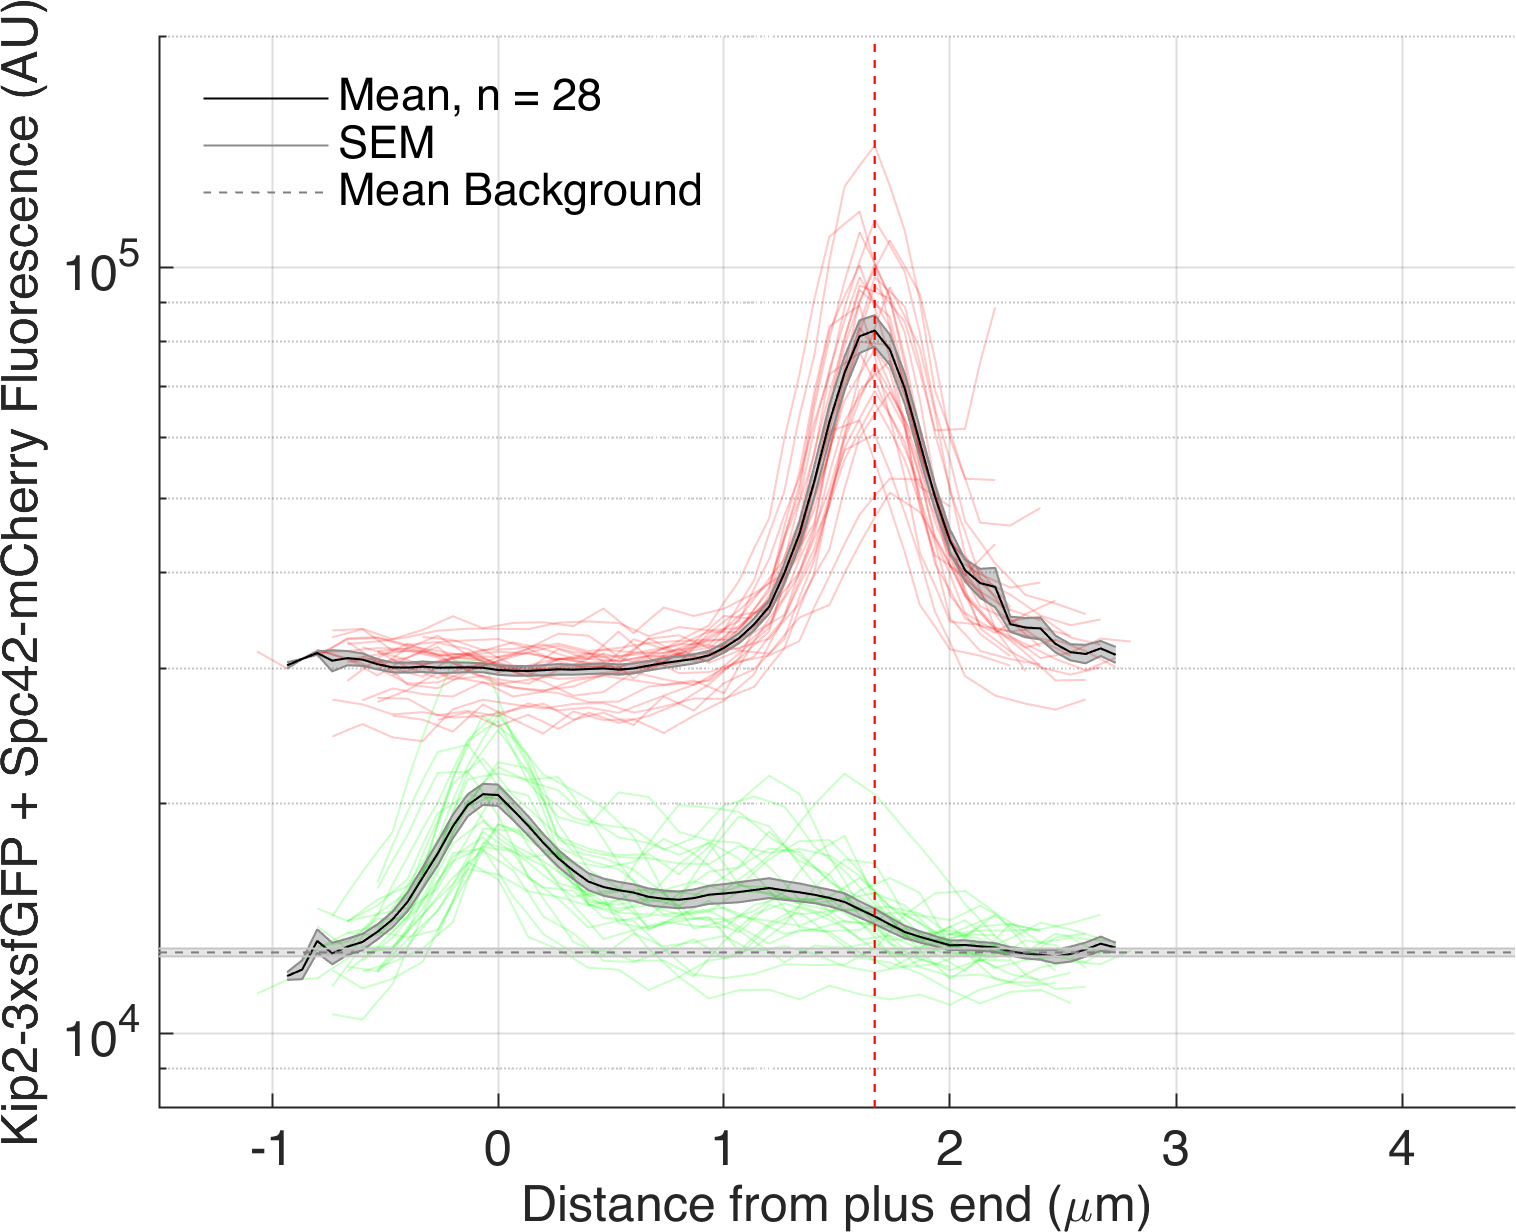 Kip2-3xsfGFP + Spc42-mCherry Fluorescence (AU)
Mean, n = 28
SEM
Mean Background
10^5
10^4
-1 0 1 2 3 4
Distance from plus end (μm)